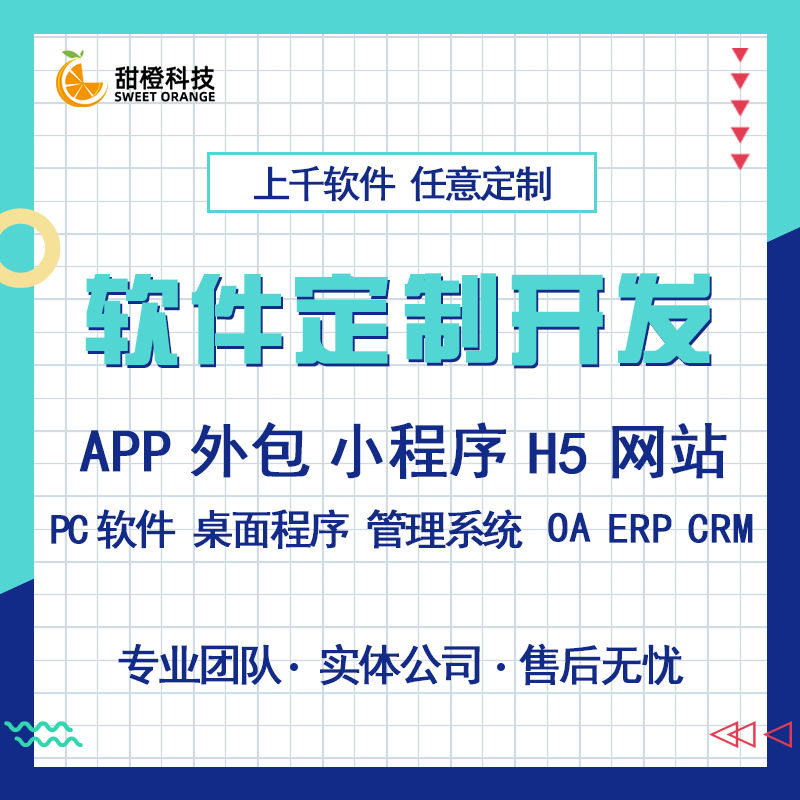 甜橙科技
SWEET ORANGE
上千软件 任意定制
软件定制开发
APP 外包 小程序 H5 网站
PC 软件 桌面程序 管理系统 OA ERP CRM
专业团队· 实体公司·售后无忧